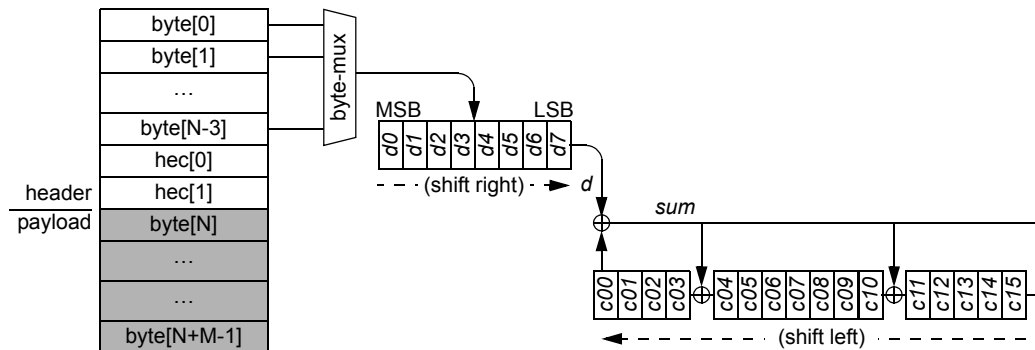 byte[0]
byte[1]
…
byte[N-3]
hec[0]
hec[1]
header
payload
byte[N]
…
…
byte[N+M-1]
byte-mux
MSB LSB
d0 d1 d2 d3 d4 d5 d6 d7
(shift right)
d
sum
c00 c01 c02 c03 c04 c05 c06 c07 c08 c09 c10 c11 c12 c13 c14 c15
(shift left)